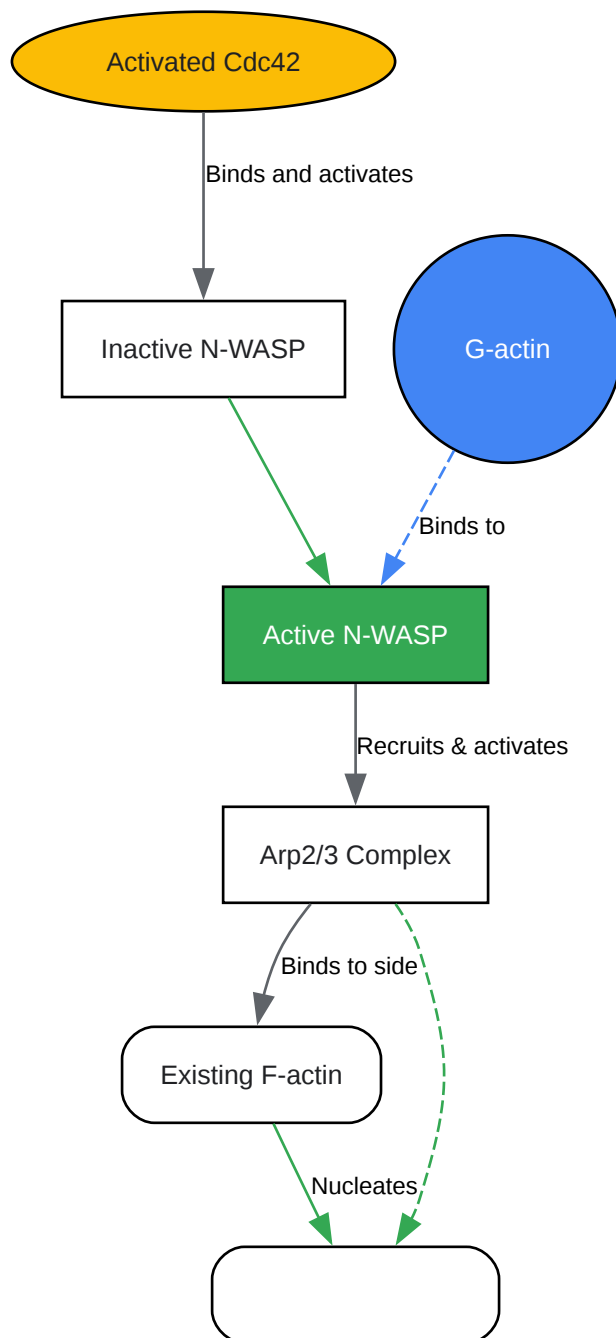 Activated Cdc42
Binds and activates
Inactive N-WASP
G-actin
Binds to
Active N-WASP
Recruits & activates
Arp2/3 Complex
Binds to side
Existing F-actin
Nucleates